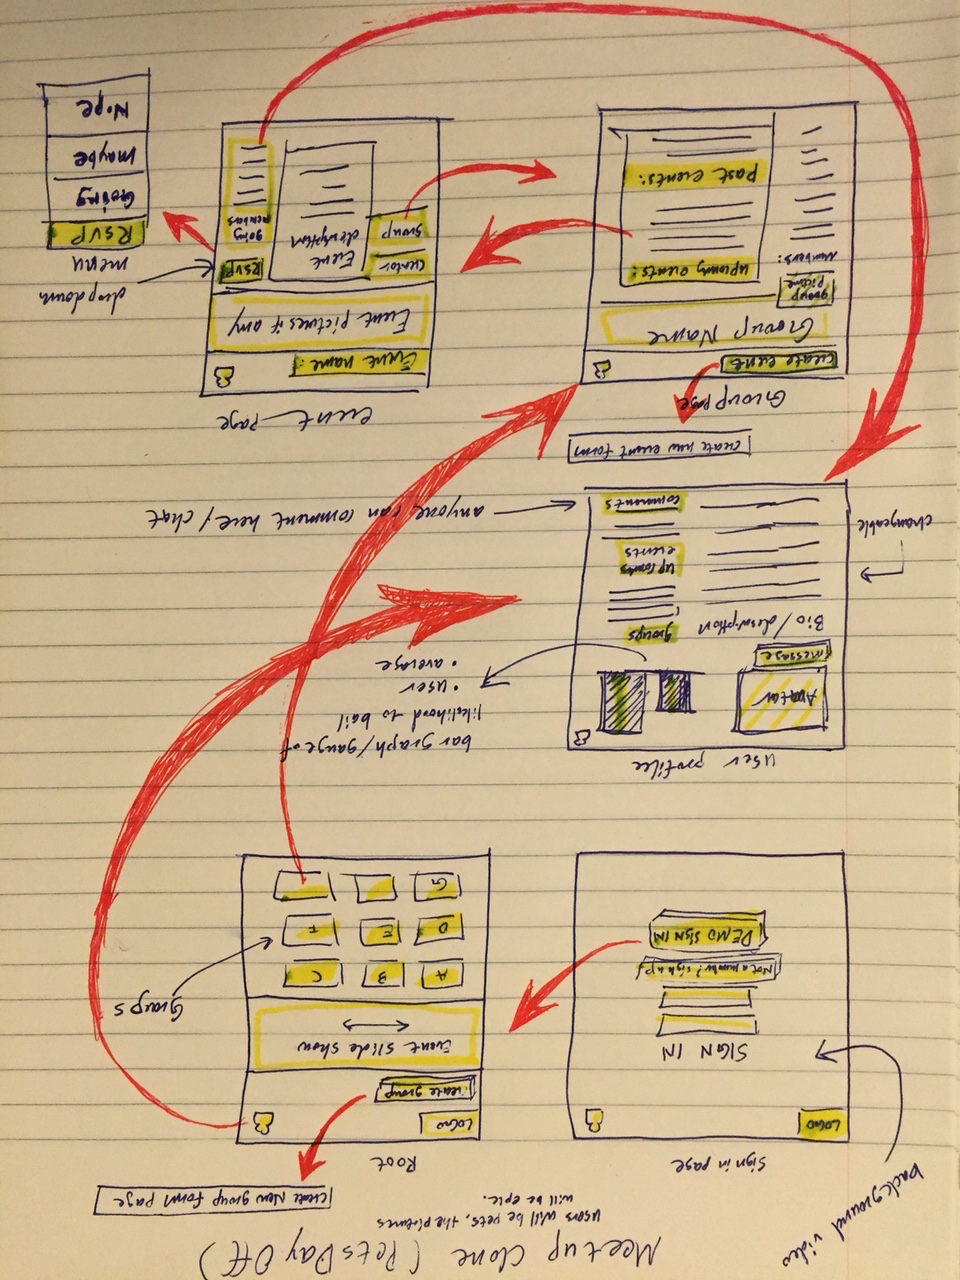 Meetup Clone (PetsDayOff)
users will be pets, the pictures
will be epic.
background video
Sign in page
LOGO
SIGN IN
Not a member? sign up!
DEMO SIGN IN
Root
LOGO
create group
Create New group form page
Event slide show
Groups
A
B
C
D
E
F
G
user profile
Avatar
message
Bio/description
groups
upcoming
events
comments
changeable
bar graph/gauge of
likelihood to bail
• user
• average
anyone can comment here/chat
Group page
create event
create new event form
Group Name
group
picture
members:
upcoming events:
Past events:
event page
Event name:
Event pictures if any
creator
group
Event
description
RSVP
going
members
dropdown
menu
RSVP
Going
maybe
Nope